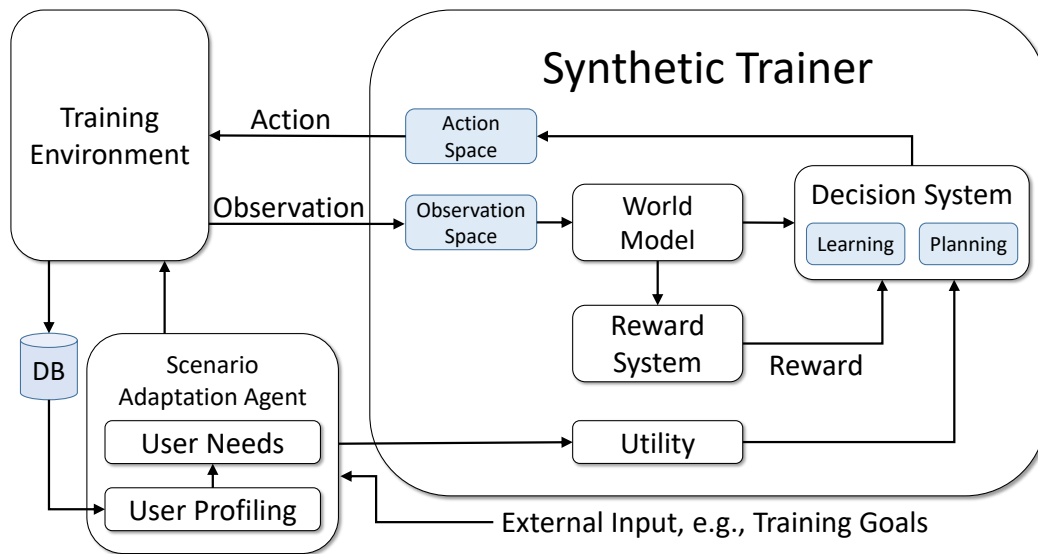 Synthetic Trainer
Training
Environment
Action
Action
Space
Observation
Observation
Space
World
Model
Decision System
Learning
Planning
Reward
System
Reward
DB
Scenario
Adaptation Agent
User Needs
User Profiling
Utility
External Input, e.g., Training Goals